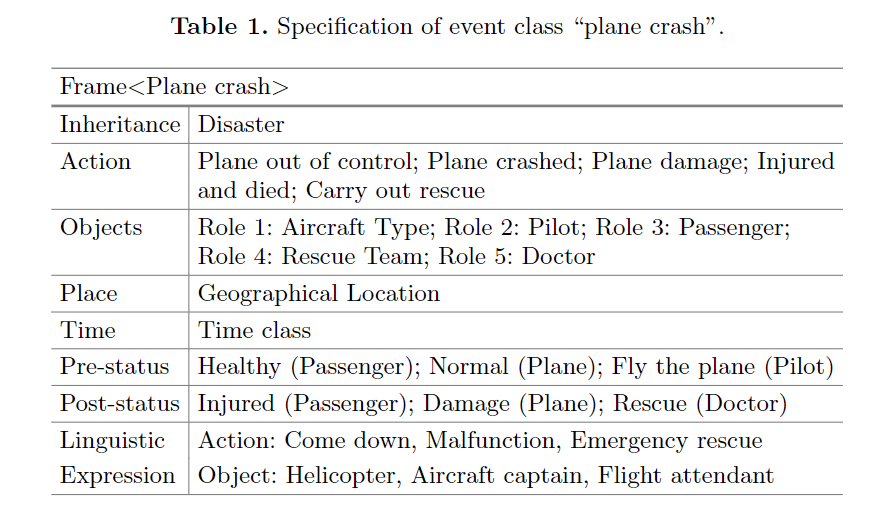 Table 1. Specification of event class “plane crash”.
Frame<Plane crash>
Inheritance Disaster
Action Plane out of control; Plane crashed; Plane damage; Injured
and died; Carry out rescue
Objects Role 1: Aircraft Type; Role 2: Pilot; Role 3: Passenger;
Role 4: Rescue Team; Role 5: Doctor
Place Geographical Location
Time Time class
Pre-status Healthy (Passenger); Normal (Plane); Fly the plane (Pilot)
Post-status Injured (Passenger); Damage (Plane); Rescue (Doctor)
Linguistic Action: Come down, Malfunction, Emergency rescue
Expression Object: Helicopter, Aircraft captain, Flight attendant